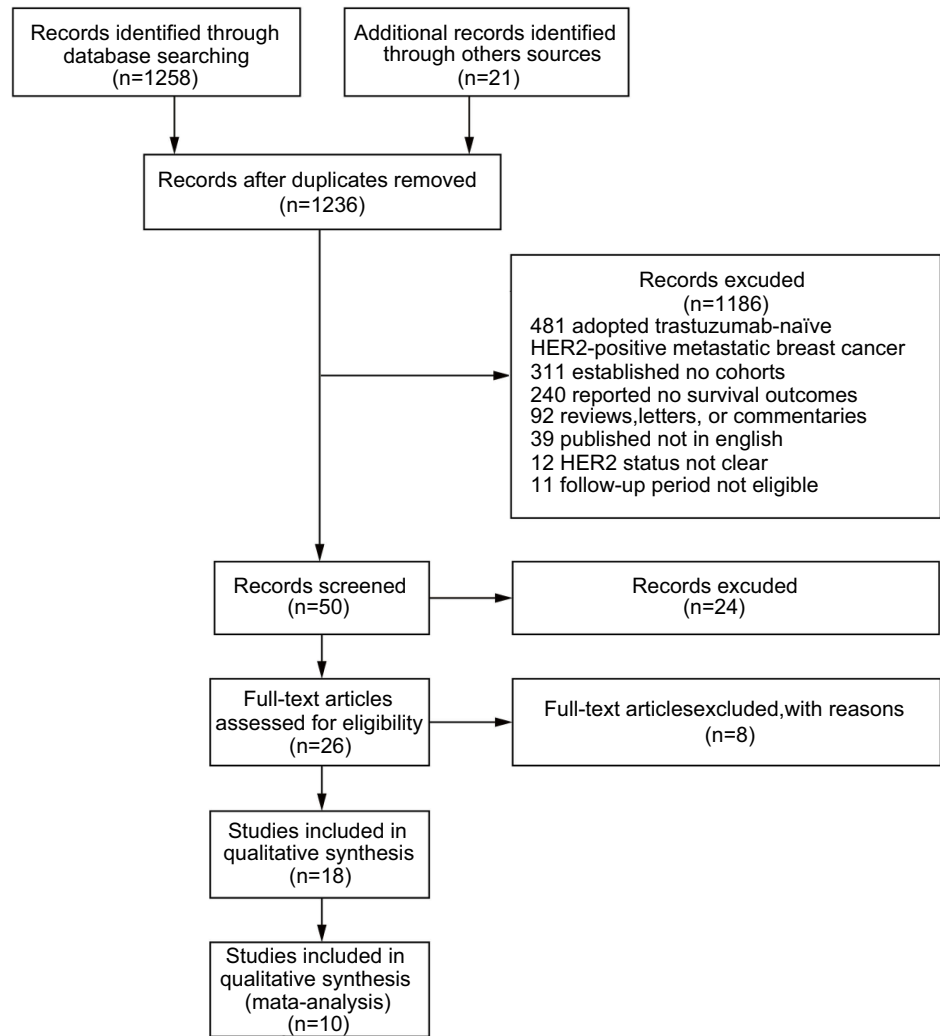 Records identified through
database searching
(n=1258)
Additional records identified
through others sources
(n=21)
Records after duplicates removed
(n=1236)
Records excuded
(n=1186)
481 adopted trastuzumab-naïve
HER2-positive metastatic breast cancer
311 established no cohorts
240 reported no survival outcomes
92 reviews,letters, or commentaries
39 published not in english
12 HER2 status not clear
11 follow-up period not eligible
Records screened
(n=50)
Records excuded
(n=24)
Full-text articles
assessed for eligibility
(n=26)
Full-text articlesexcluded,with reasons
(n=8)
Studies included in
qualitative synthesis
(n=18)
Studies included in
qualitative synthesis
(mata-analysis)
(n=10)